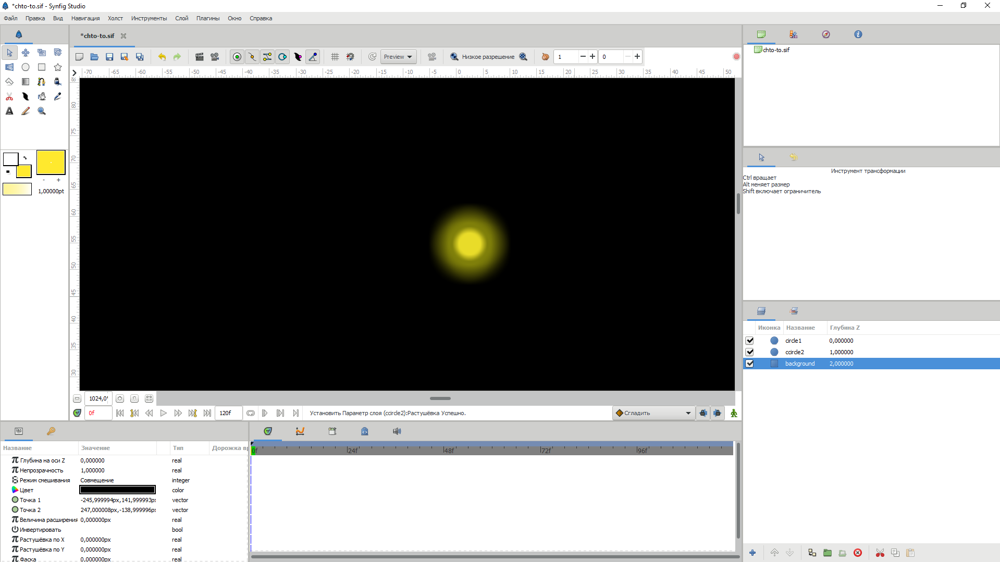 *chto-to.sif - Synfig Studio
Файл Правка Вид Навигация Холст Инструменты Слой Плагины Окно Справка
*chto-to.sif
Preview Низкое разрешение 1 0
chto-to.sif
-70 -65 -60 -55 -50 -45 -40 -35 -30 -25 -20 -15 -10 -5 0 5 10 15 20 25 30 35 40 45 50
80
75
70
65
60
55
50
45
40
35
30
1,00000pt
Инструмент трансформации
Ctrl вращает
Alt меняет размер
Shift включает ограничитель
Иконка Название Глубина Z
circle1 0,000000
ccircle2 1,000000
background 2,000000
1024,0
0f 120f Установить Параметр слоя (ccircle2):Растушёвка Успешно. Сгладить
Название Значение Тип Дорожка в
0f 24f 48f 72f 96f
Глубина на оси Z 0,000000 real
Непрозрачность 1,000000 real
Режим смешивания Совмещение integer
Цвет color
Точка 1 -245,999994px,141,999993p vector
Точка 2 247,000008px,-138,999996p vector
Величина расширения 0,000000px real
Инвертировать bool
Растушёвка по X 0,000000px real
Растушёвка по Y 0,000000px real
Фаска 0,000000px real